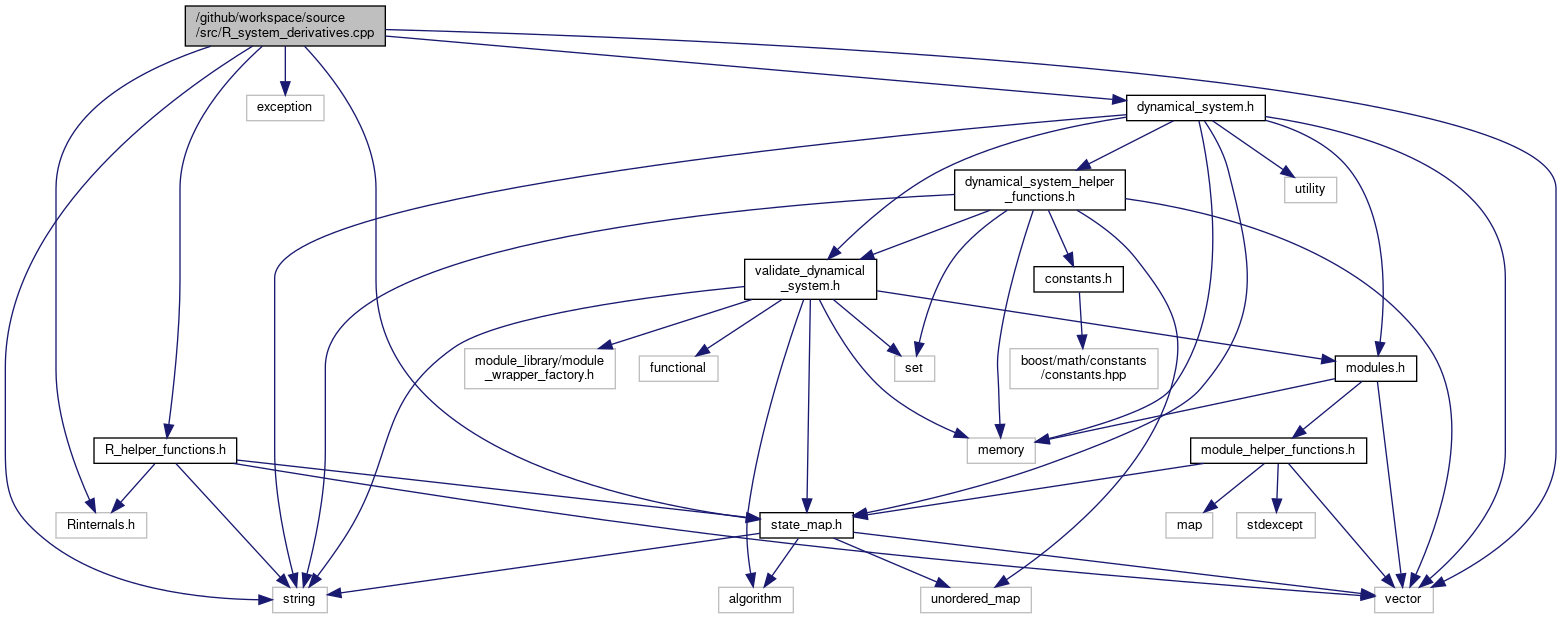 /github/workspace/source
/src/R_system_derivatives.cpp
exception
dynamical_system.h
dynamical_system_helper
_functions.h
utility
validate_dynamical
_system.h
constants.h
module_library/module
_wrapper_factory.h
functional
set
boost/math/constants
/constants.hpp
modules.h
R_helper_functions.h
memory
module_helper_functions.h
Rinternals.h
state_map.h
map
stdexcept
string
algorithm
unordered_map
vector